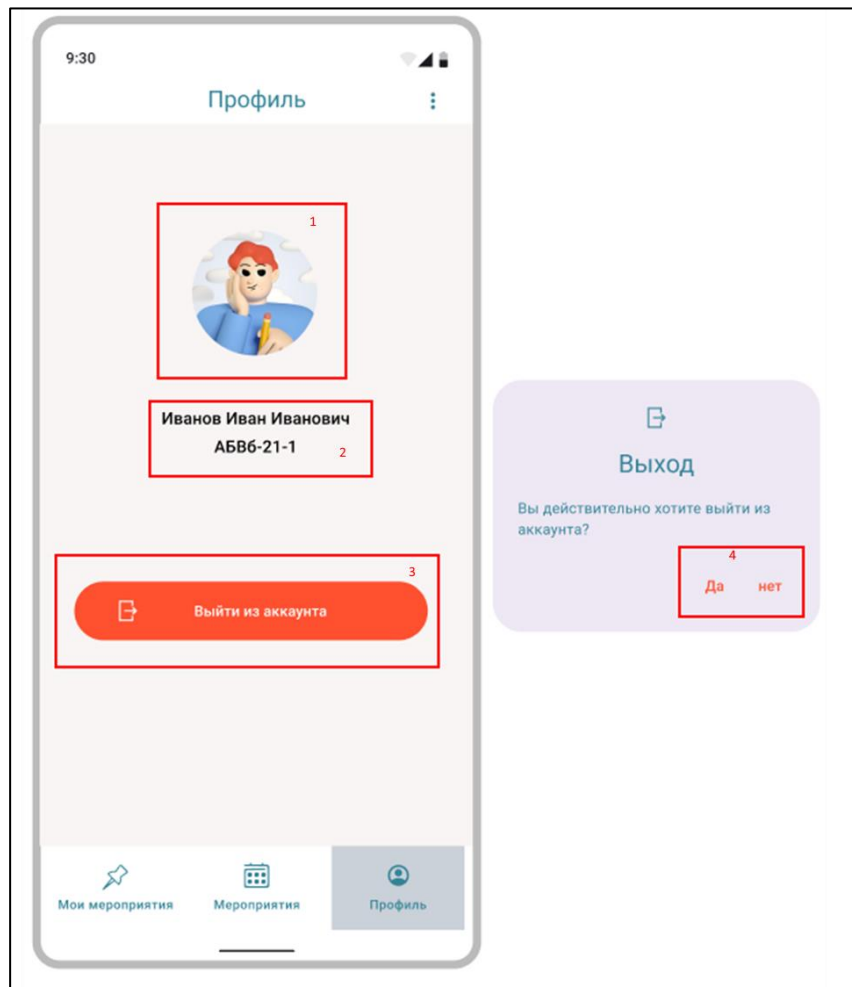 9:30
Профиль
1
Иванов Иван Иванович
АБВб-21-1
2
3
Выйти из аккаунта
Мои мероприятия
Мероприятия
Профиль
Выход
Вы действительно хотите выйти из
аккаунта?
4
Да нет